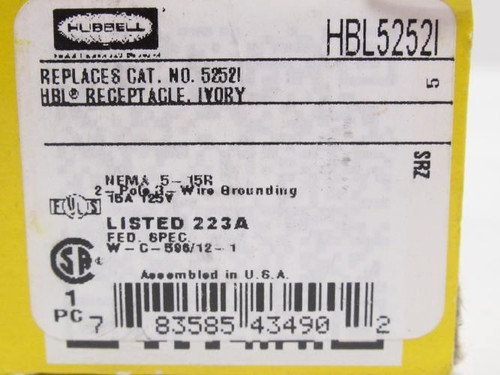 HUBBELL
HBL5252I
REPLACES CAT. NO. 5252I
HBL® RECEPTACLE, IVORY
5
SRZ
NEMA 5-15R
2-Pole 3-Wire Grounding
15A 125V
LISTED 223A
FED. SPEC.
W-C-596/12-1
Assembled in U.S.A.
1
PC
7 83585 43490 2